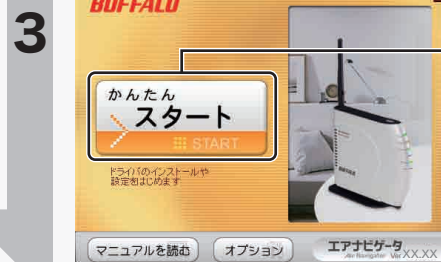 3
BUFFALO
かんたん
スタート
START
ドライバのインストールや
設定をはじめます
マニュアルを読む
オプション
エアナビゲータ
Air Navigator Ver.XX.XX